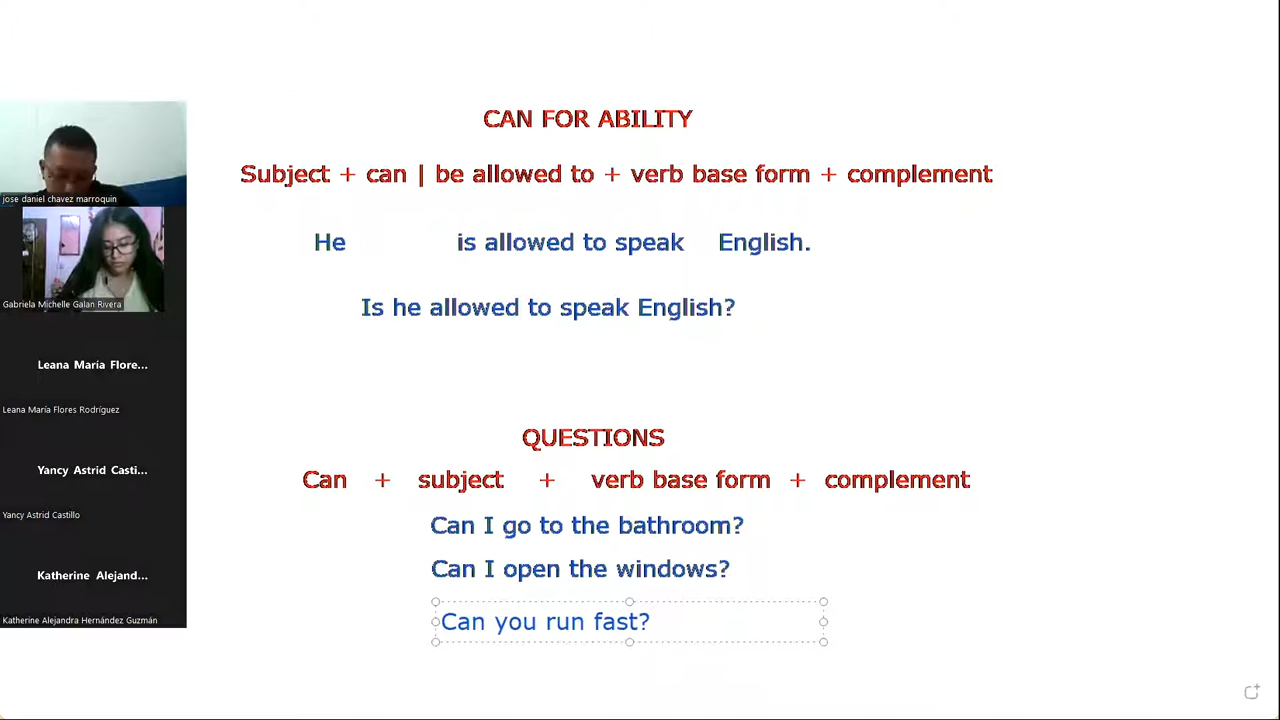 CAN FOR ABILITY
Subject + can | be allowed to + verb base form + complement
He is allowed to speak English.
Is he allowed to speak English?
QUESTIONS
Can + subject + verb base form + complement
Can I go to the bathroom?
Can I open the windows?
Can you run fast?
jose daniel chavez marroquin
Gabriela Michelle Galan Rivera
Leana María Flore...
Leana María Flores Rodríguez
Yancy Astrid Casti...
Yancy Astrid Castillo
Katherine Alejand...
Katherine Alejandra Hernández Guzmán